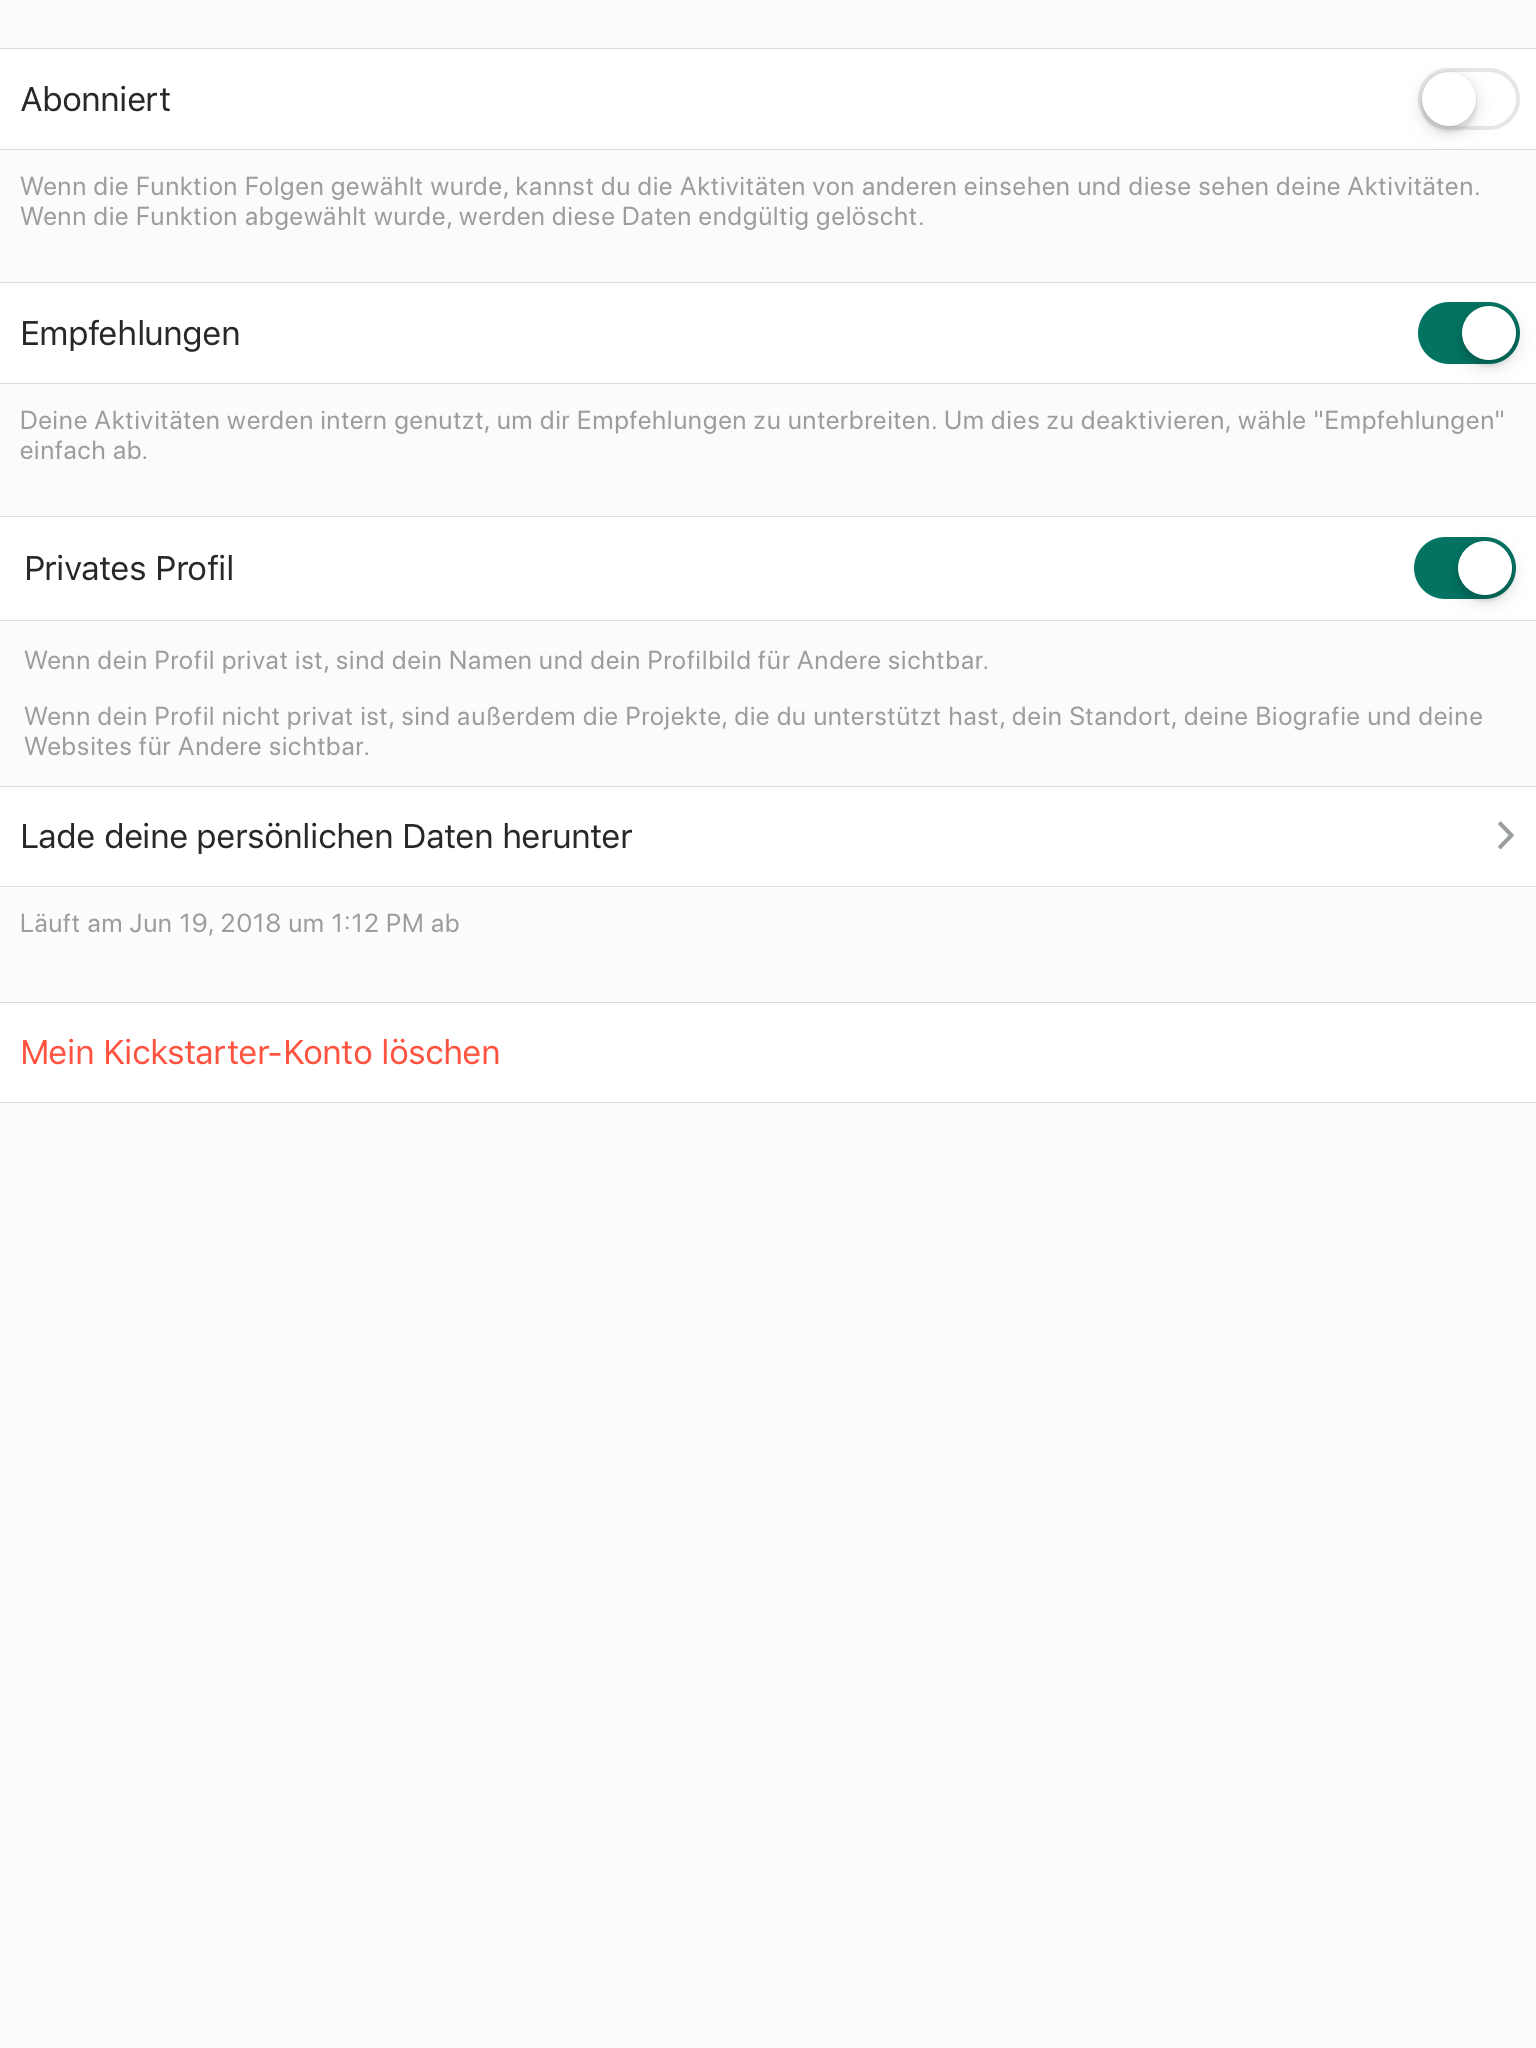 Abonniert
Wenn die Funktion Folgen gewählt wurde, kannst du die Aktivitäten von anderen einsehen und diese sehen deine Aktivitäten.
Wenn die Funktion abgewählt wurde, werden diese Daten endgültig gelöscht.
Empfehlungen
Deine Aktivitäten werden intern genutzt, um dir Empfehlungen zu unterbreiten. Um dies zu deaktivieren, wähle "Empfehlungen"
einfach ab.
Privates Profil
Wenn dein Profil privat ist, sind dein Namen und dein Profilbild für Andere sichtbar.
Wenn dein Profil nicht privat ist, sind außerdem die Projekte, die du unterstützt hast, dein Standort, deine Biografie und deine
Websites für Andere sichtbar.
Lade deine persönlichen Daten herunter
Läuft am Jun 19, 2018 um 1:12 PM ab
Mein Kickstarter-Konto löschen